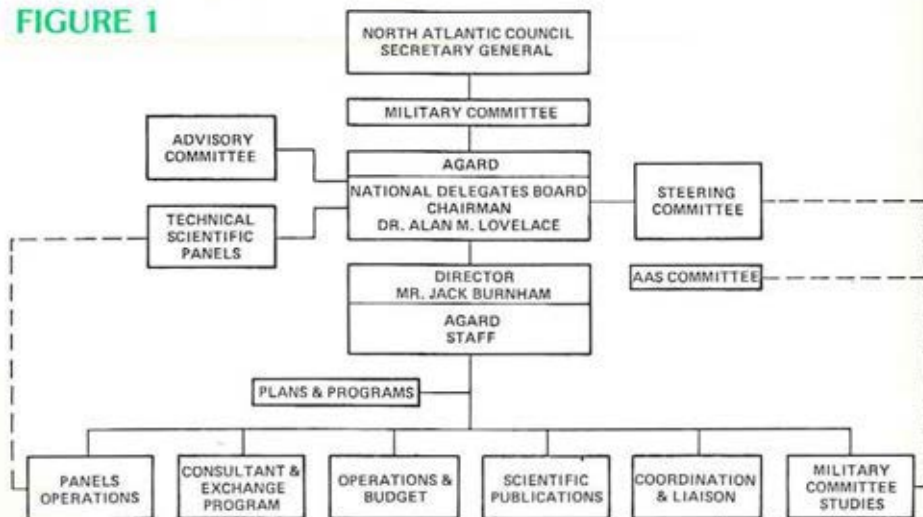 FIGURE 1
NORTH ATLANTIC COUNCIL
SECRETARY GENERAL
MILITARY COMMITTEE
ADVISORY
COMMITTEE
AGARD
NATIONAL DELEGATES BOARD
CHAIRMAN
DR. ALAN M. LOVELACE
STEERING
COMMITTEE
TECHNICAL
SCIENTIFIC
PANELS
DIRECTOR
MR. JACK BURNHAM
AAS COMMITTEE
AGARD
STAFF
PLANS & PROGRAMS
PANELS
OPERATIONS
CONSULTANT &
EXCHANGE
PROGRAM
OPERATIONS &
BUDGET
SCIENTIFIC
PUBLICATIONS
COORDINATION
& LIAISON
MILITARY
COMMITTEE
STUDIES